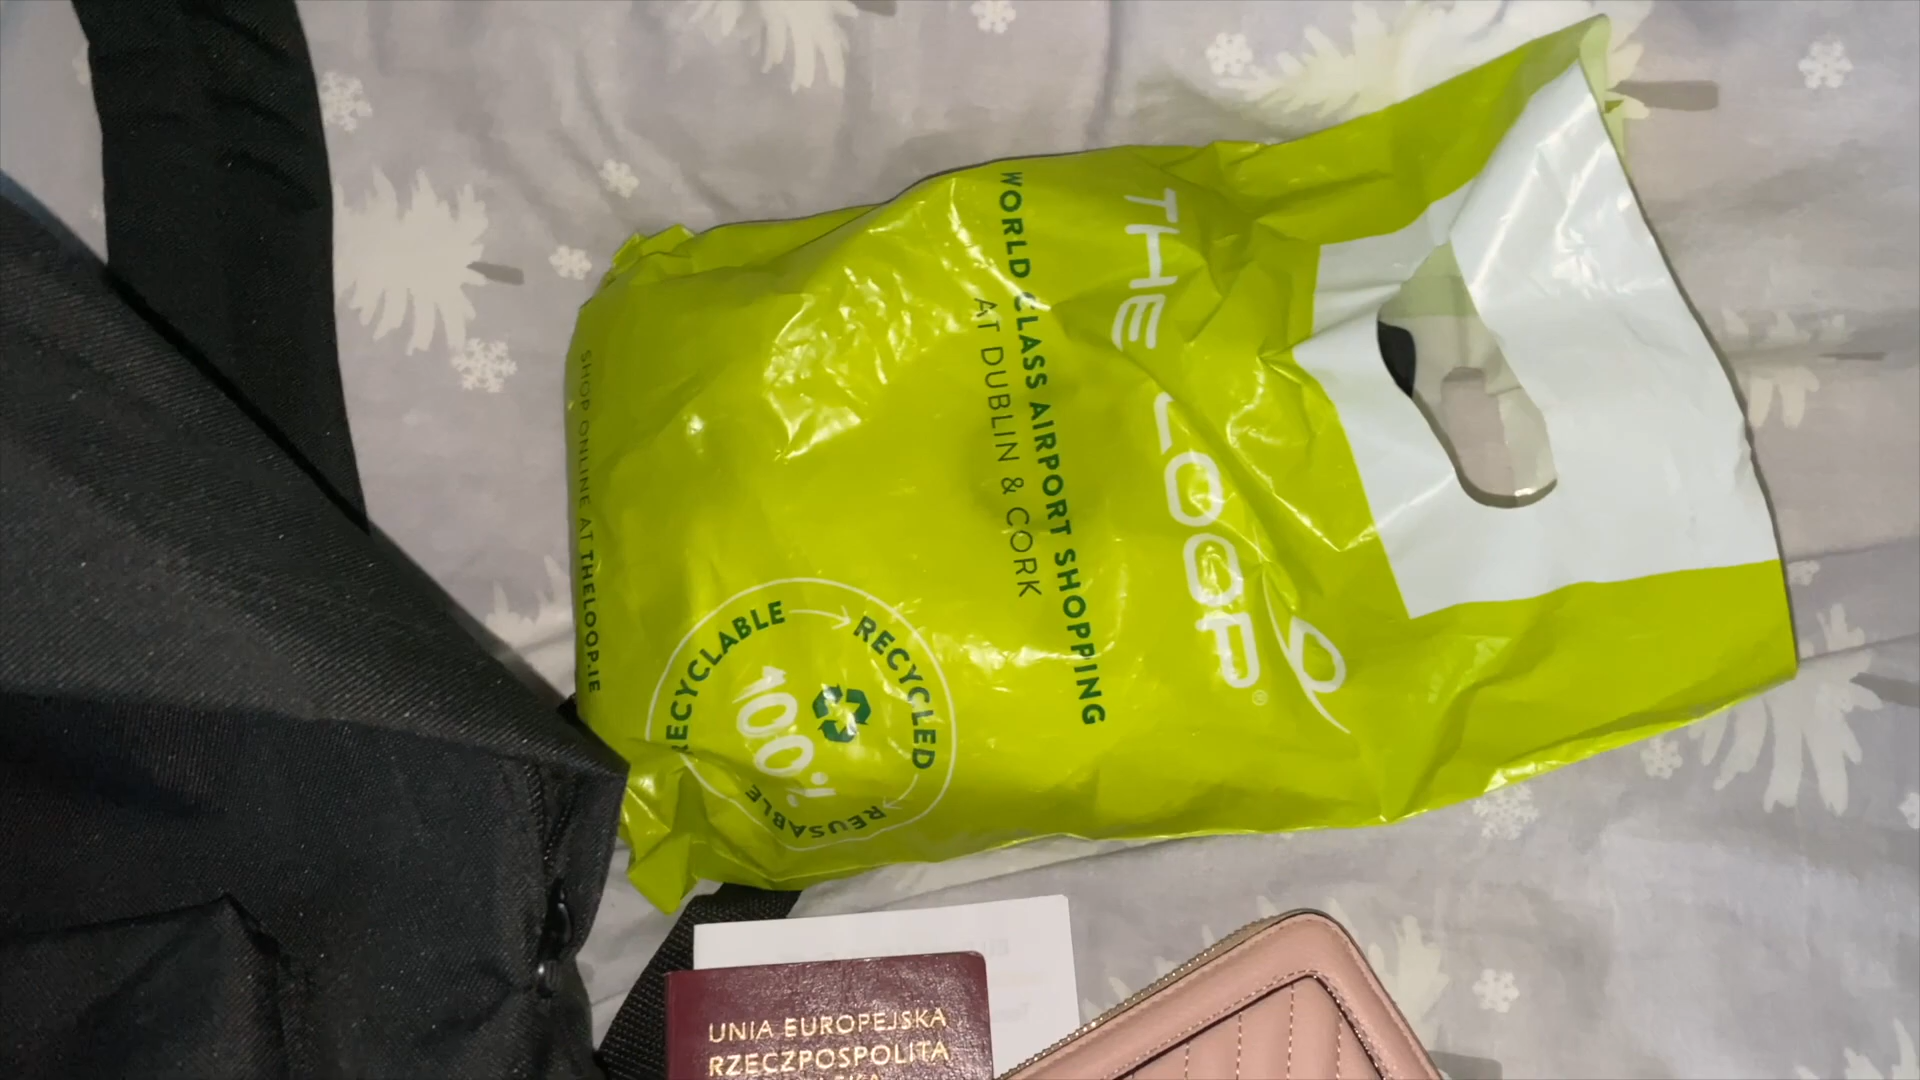 THE LOOP®
WORLD CLASS AIRPORT SHOPPING
AT DUBLIN & CORK
RECYCLABLE
RECYCLED
REUSABLE
100%
SHOP ONLINE AT THELOOP.IE
UNIA EUROPEJSKA
RZECZPOSPOLITA